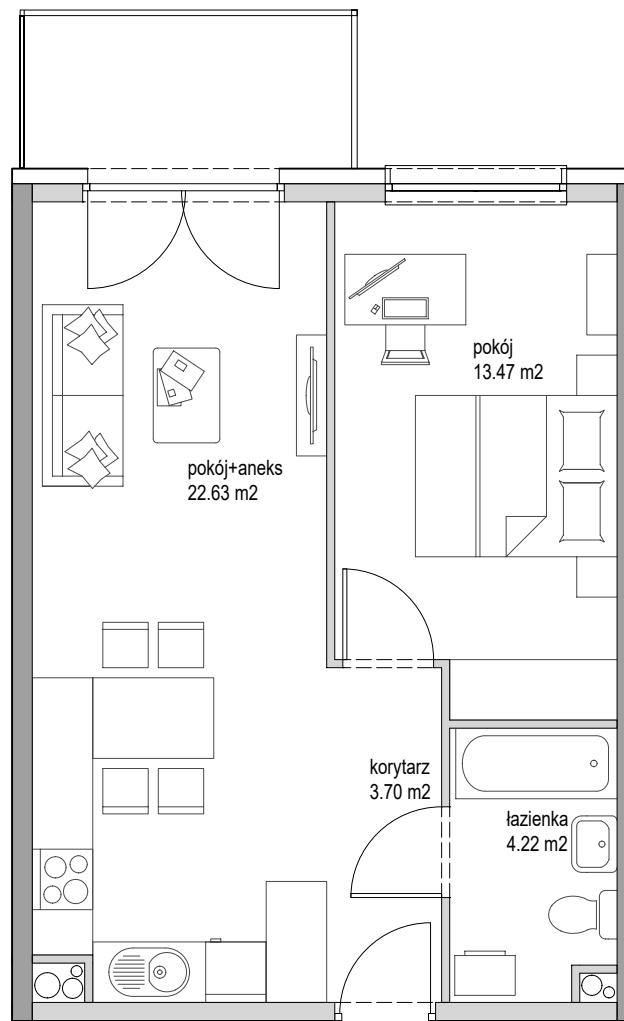 pokój
13.47 m2
pokój+aneks
22.63 m2
korytarz
3.70 m2
łazienka
4.22 m2